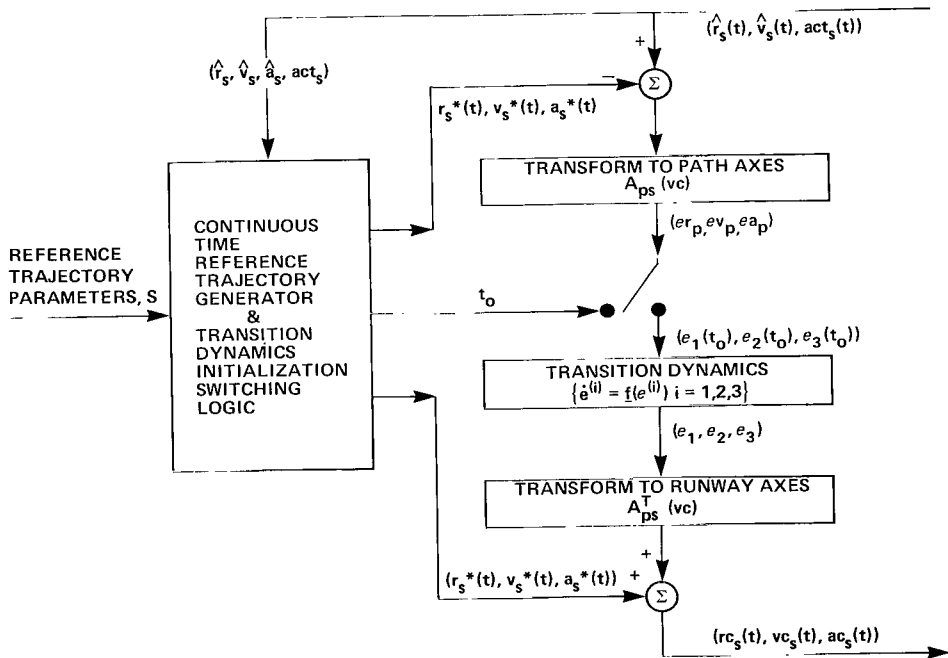 (r̂ₛ(t), v̂ₛ(t), actₛ(t))
+
(r̂ₛ, v̂ₛ, âₛ, actₛ)
−
Σ
rₛ*(t), vₛ*(t), aₛ*(t)
TRANSFORM TO PATH AXES
Aₚₛ (vc)
(erₚ, evₚ, eaₚ)
CONTINUOUS
TIME
REFERENCE
TRAJECTORY
GENERATOR
&
TRANSITION
DYNAMICS
INITIALIZATION
SWITCHING
LOGIC
REFERENCE
TRAJECTORY
PARAMETERS, S
tₒ
(e₁(tₒ), e₂(tₒ), e₃(tₒ))
TRANSITION DYNAMICS
{ė⁽ⁱ⁾ = f̲(e⁽ⁱ⁾) i = 1,2,3}
(e₁, e₂, e₃)
TRANSFORM TO RUNWAY AXES
Aᵀₚₛ (vc)
+
(rₛ*(t), vₛ*(t), aₛ*(t))
+
Σ
(rcₛ(t), vcₛ(t), acₛ(t))